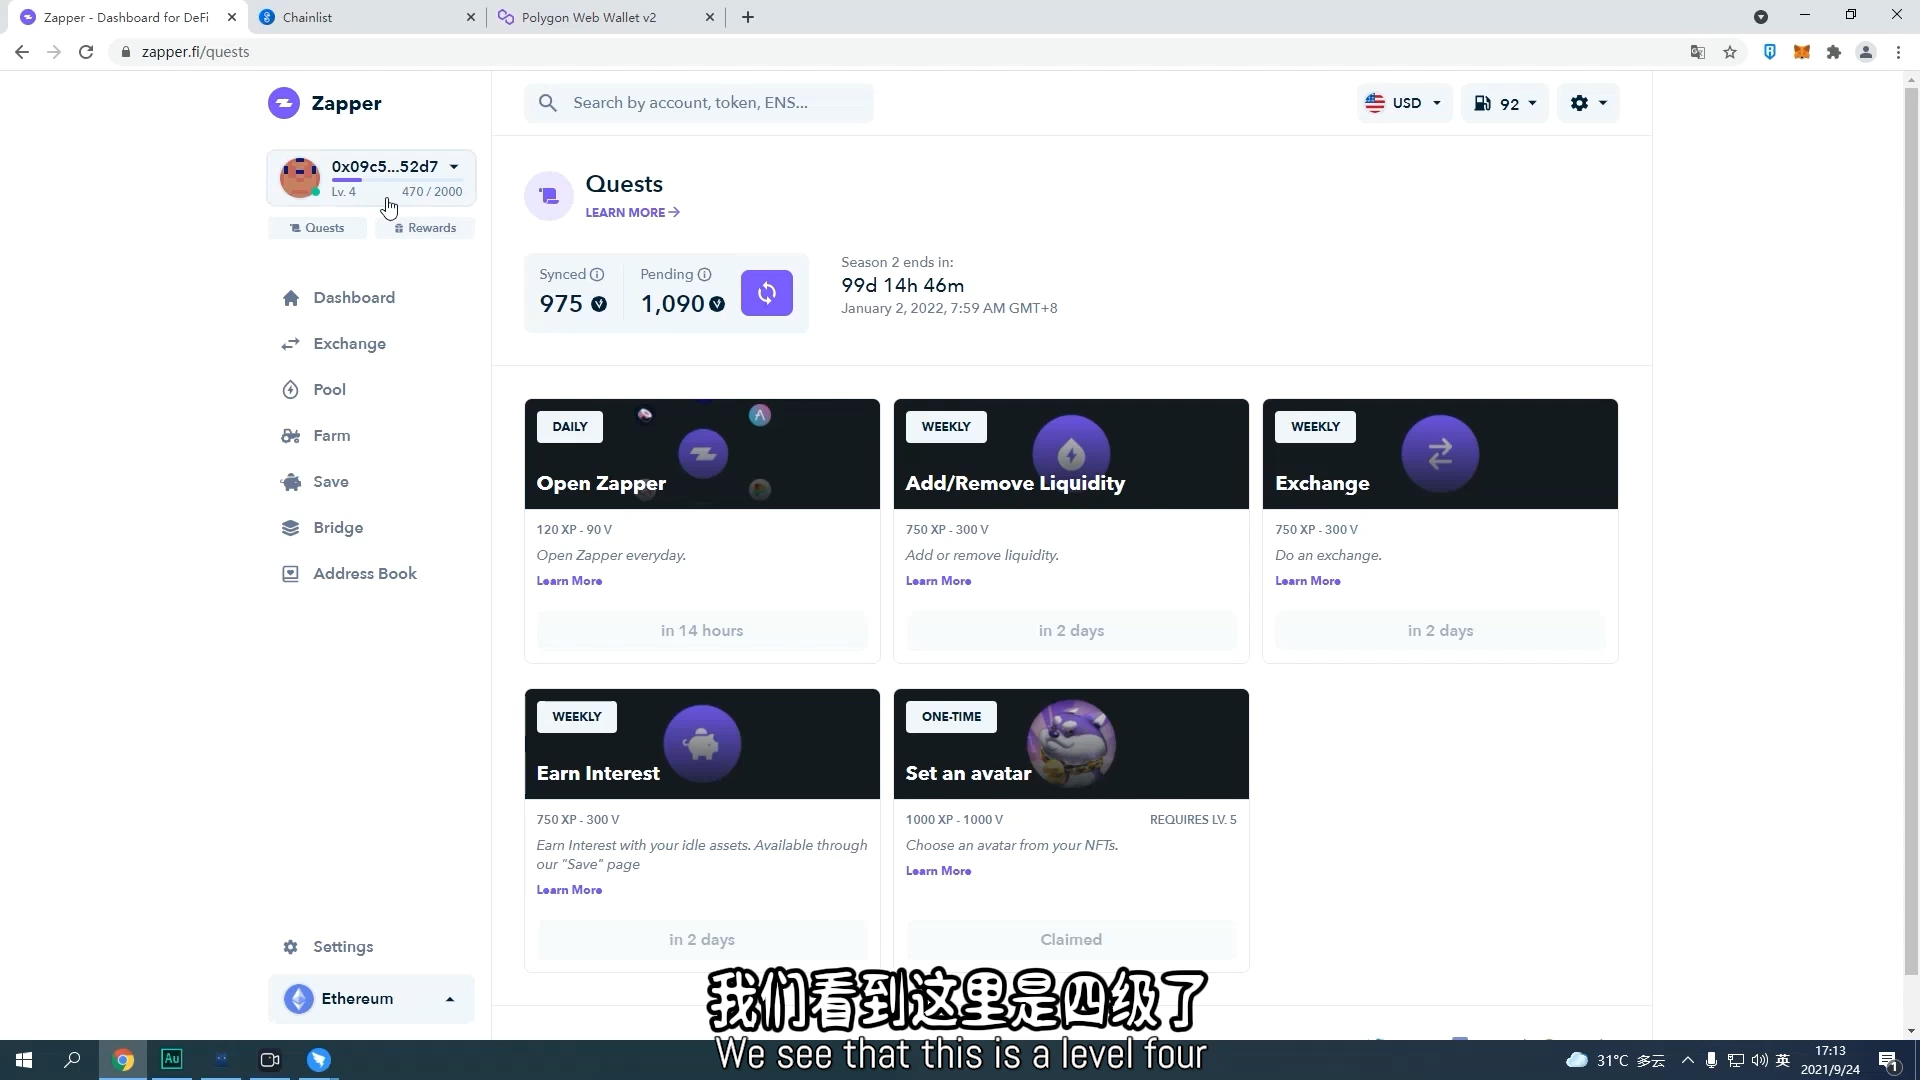 Zapper - Dashboard for DeFi
Chainlist
Polygon Web Wallet v2
zapper.fi/quests
Zapper
Search by account, token, ENS...
USD
92
0x09c5...52d7
Lv. 4
470 / 2000
Quests
Rewards
Dashboard
Exchange
Pool
Farm
Save
Bridge
Address Book
Settings
Ethereum
Quests
LEARN MORE
Synced
975
Pending
1,090
Season 2 ends in:
99d 14h 46m
January 2, 2022, 7:59 AM GMT+8
DAILY
Open Zapper
120 XP - 90 V
Open Zapper everyday.
Learn More
in 14 hours
WEEKLY
Add/Remove Liquidity
750 XP - 300 V
Add or remove liquidity.
Learn More
in 2 days
WEEKLY
Exchange
750 XP - 300 V
Do an exchange.
Learn More
in 2 days
WEEKLY
Earn Interest
750 XP - 300 V
Earn Interest with your idle assets. Available through
our "Save" page
Learn More
in 2 days
ONE-TIME
Set an avatar
1000 XP - 1000 V
REQUIRES LV. 5
Choose an avatar from your NFTs.
Learn More
Claimed
我们看到这里是四级了
We see that this is a level four
Au
31°C 多云
英
17:13
2021/9/24
1